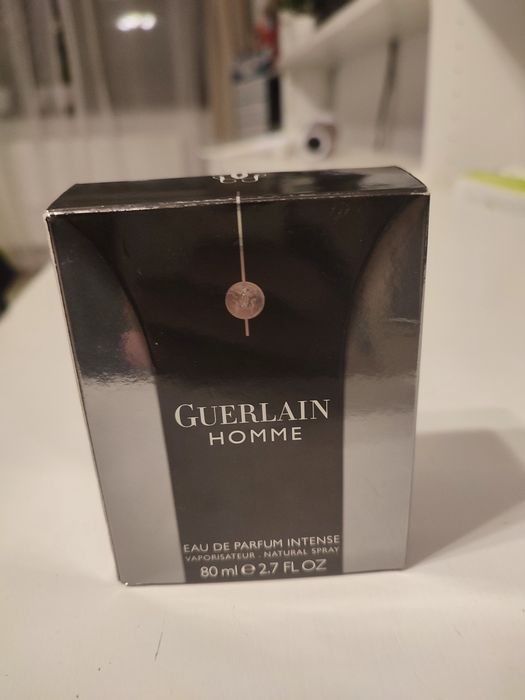 GUERLAIN
HOMME
EAU DE PARFUM INTENSE
VAPORISATEUR . NATURAL SPRAY
80 ml ℮ 2.7 FL OZ